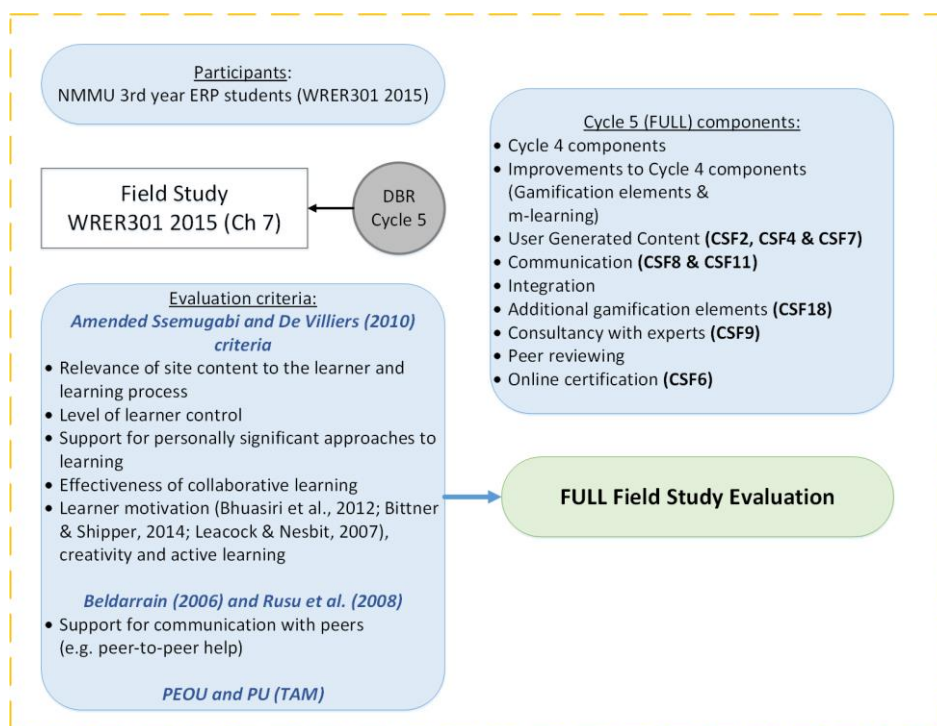 Participants:
NMMU 3rd year ERP students (WRER301 2015)
Field Study
WRER301 2015 (Ch 7)
DBR
Cycle 5
Cycle 5 (FULL) components:
• Cycle 4 components
• Improvements to Cycle 4 components
(Gamification elements &
m-learning)
• User Generated Content (CSF2, CSF4 & CSF7)
• Communication (CSF8 & CSF11)
• Integration
• Additional gamification elements (CSF18)
• Consultancy with experts (CSF9)
• Peer reviewing
• Online certification (CSF6)
Evaluation criteria:
Amended Ssemugabi and De Villiers (2010)
criteria
• Relevance of site content to the learner and
learning process
• Level of learner control
• Support for personally significant approaches to
learning
• Effectiveness of collaborative learning
• Learner motivation (Bhuasiri et al., 2012; Bittner
& Shipper, 2014; Leacock & Nesbit, 2007),
creativity and active learning
Beldarrain (2006) and Rusu et al. (2008)
• Support for communication with peers
(e.g. peer-to-peer help)
PEOU and PU (TAM)
FULL Field Study Evaluation